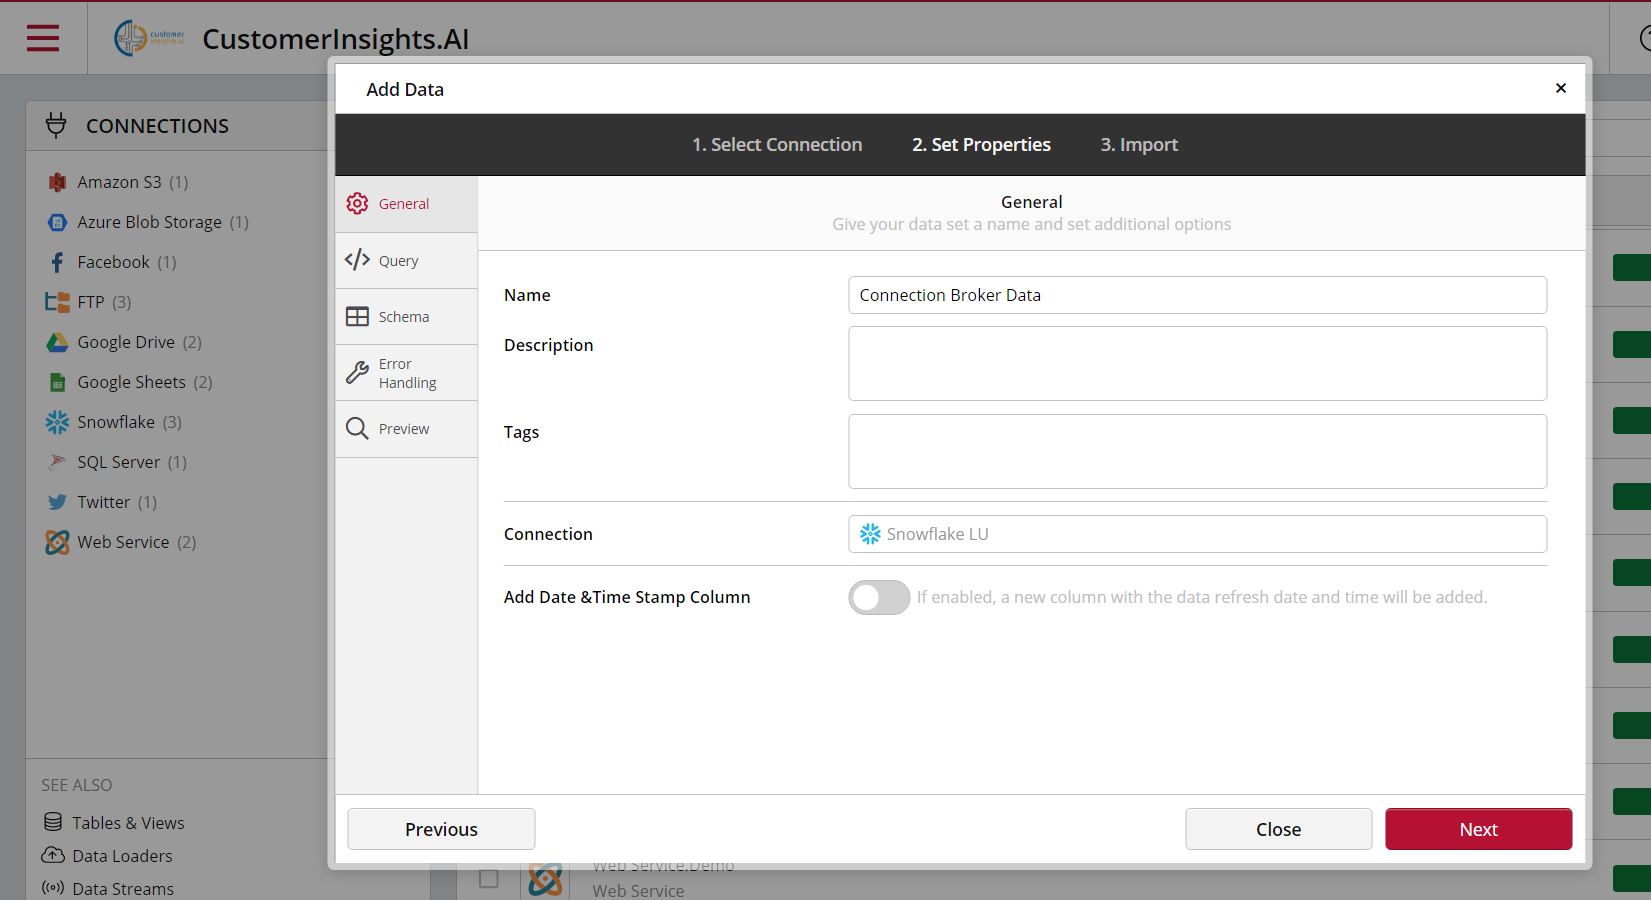 customer
insights.ai
CustomerInsights.AI
CONNECTIONS
Amazon S3 (1)
Azure Blob Storage (1)
Facebook (1)
FTP (3)
Google Drive (2)
Google Sheets (2)
Snowflake (3)
SQL Server (1)
Twitter (1)
Web Service (2)
SEE ALSO
Tables & Views
Data Loaders
Data Streams
Add Data
×
1. Select Connection 2. Set Properties 3. Import
General
Query
Schema
Error
Handling
Preview
General
Give your data set a name and set additional options
Name
Connection Broker Data
Description
Tags
Connection
Snowflake LU
Add Date &Time Stamp Column
If enabled, a new column with the data refresh date and time will be added.
Previous
Close
Next
Web Service.Demo
Web Service